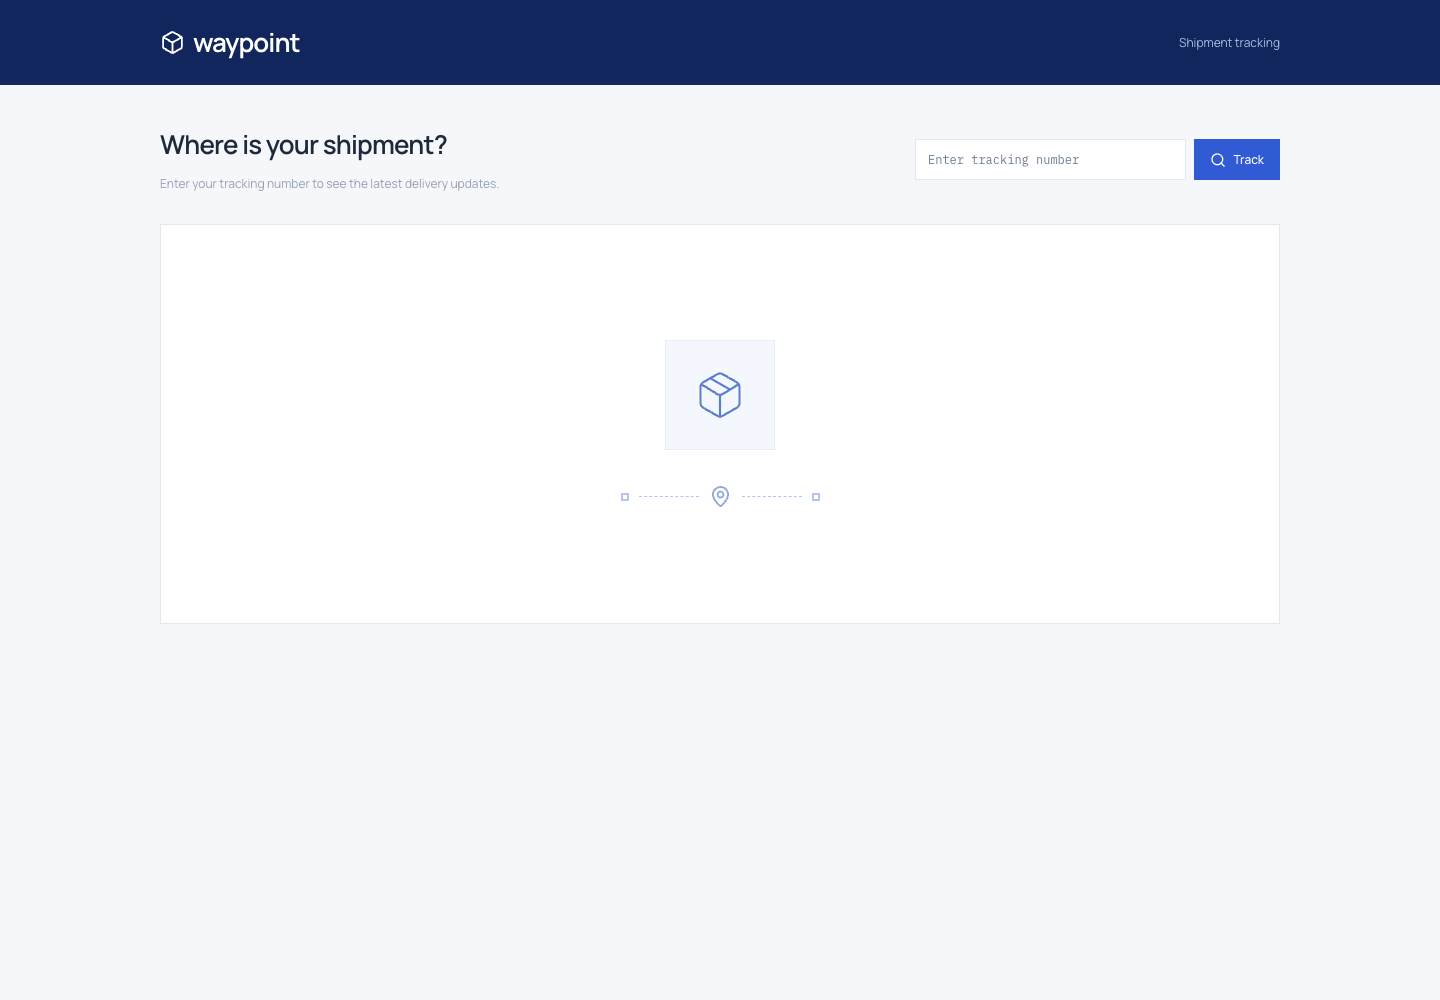 waypoint
Shipment tracking
Where is your shipment?
Enter your tracking number to see the latest delivery updates.
Enter tracking number
Track